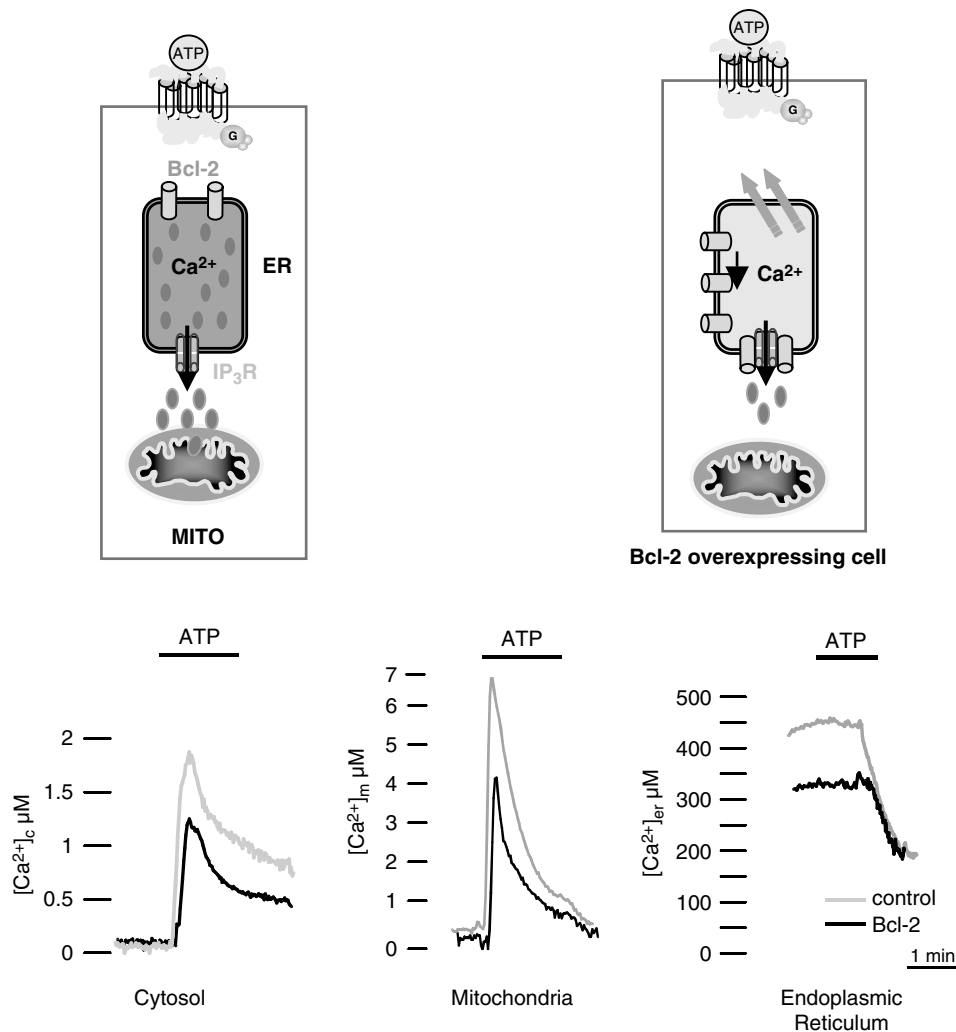 ATP
G
Bcl-2
Ca2+
ER
IP3R
MITO
ATP
G
Ca2+
Bcl-2 overexpressing cell
ATP
2
1.5
1
0.5
0
[Ca2+]c µM
Cytosol
ATP
7
6
5
4
3
2
1
0
[Ca2+]m µM
Mitochondria
ATP
500
400
300
200
100
0
[Ca2+]er µM
control
Bcl-2
1 min
Endoplasmic
Reticulum